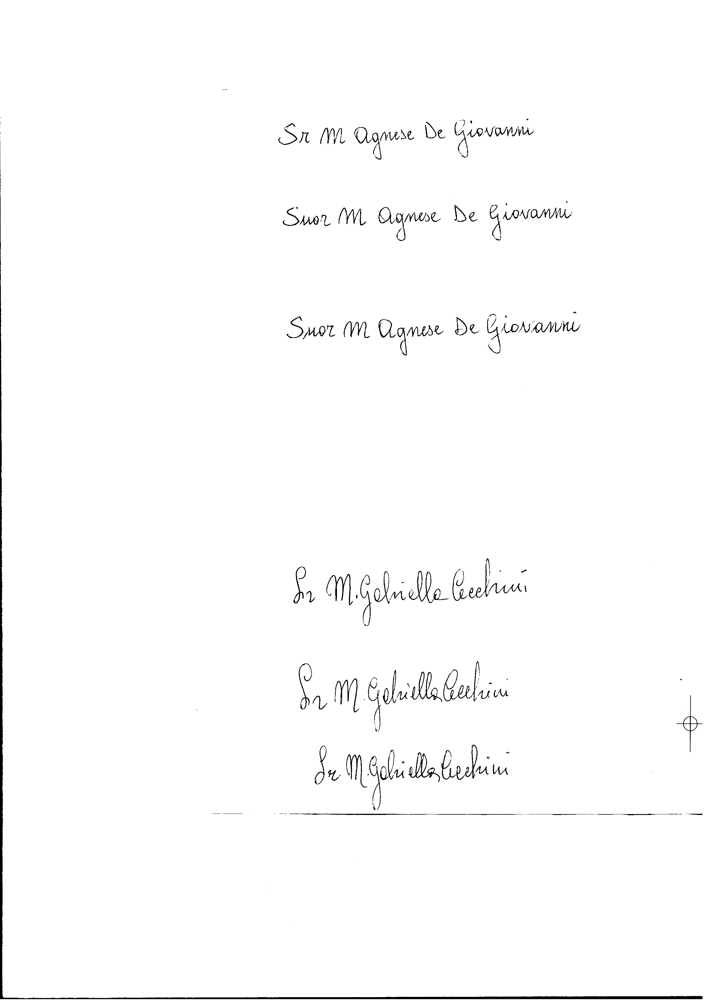 Sr M Agnese De Giovanni
Suor M Agnese De Giovanni
Suor M Agnese De Giovanni
Sr M. Gabriella Cecchini
Sr M. Gabriella Cecchini
Sr M. Gabriella Cecchini